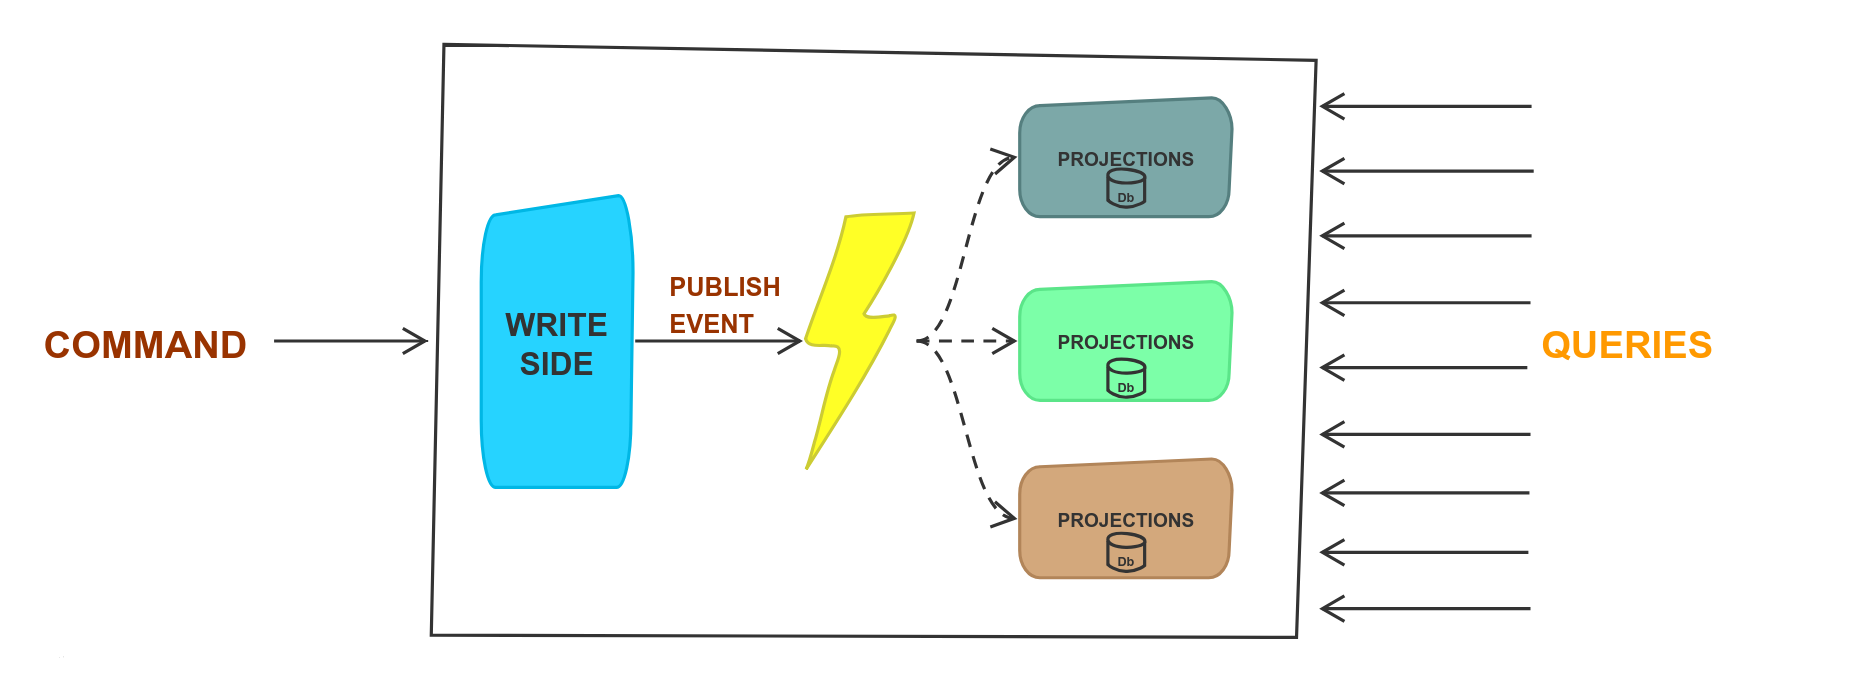 COMMAND
WRITE
SIDE
PUBLISH
EVENT
PROJECTIONS
Db
PROJECTIONS
Db
PROJECTIONS
Db
QUERIES